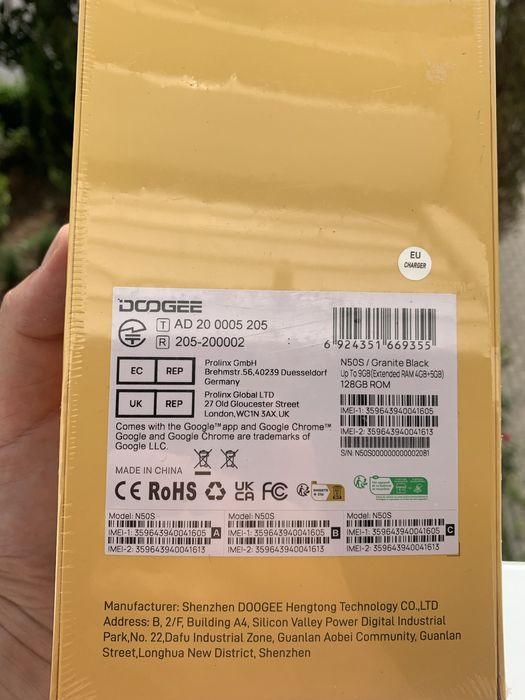 EU
CHARGER
DOOGEE
T AD 20 0005 205
R 205-200002
6 924351 669355
EC REP
Prolinx GmbH
Brehmstr.56,40239 Duesseldorf
Germany
UK REP
Prolinx Global LTD
27 Old Gloucester Street
London,WC1N 3AX,UK
N50S / Granite Black
Up To 9GB(Extended RAM 4GB+5GB)
128GB ROM
IMEI-1: 359643940041605
IMEI-2: 359643940041613
S/N: N50S000000000002081
Comes with the Google™ app and Google Chrome™
Google and Google Chrome are trademarks of
Google LLC.
MADE IN CHINA
CE RoHS UK CA FC
Model: N50S
IMEI-1: 359643940041605 A
IMEI-2: 359643940041613
Model: N50S
IMEI-1: 359643940041605 B
IMEI-2: 359643940041613
Model: N50S
IMEI-1: 359643940041605 C
IMEI-2: 359643940041613
Manufacturer: Shenzhen DOOGEE Hengtong Technology CO.,LTD
Address: B, 2/F, Building A4, Silicon Valley Power Digital Industrial
Park,No. 22,Dafu Industrial Zone, Guanlan Aobei Community, Guanlan
Street,Longhua New District, Shenzhen